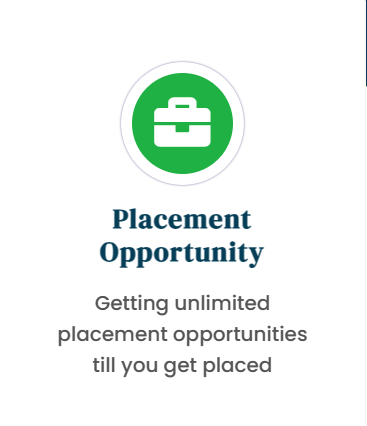 Placement
Opportunity
Getting unlimited
placement opportunities
till you get placed